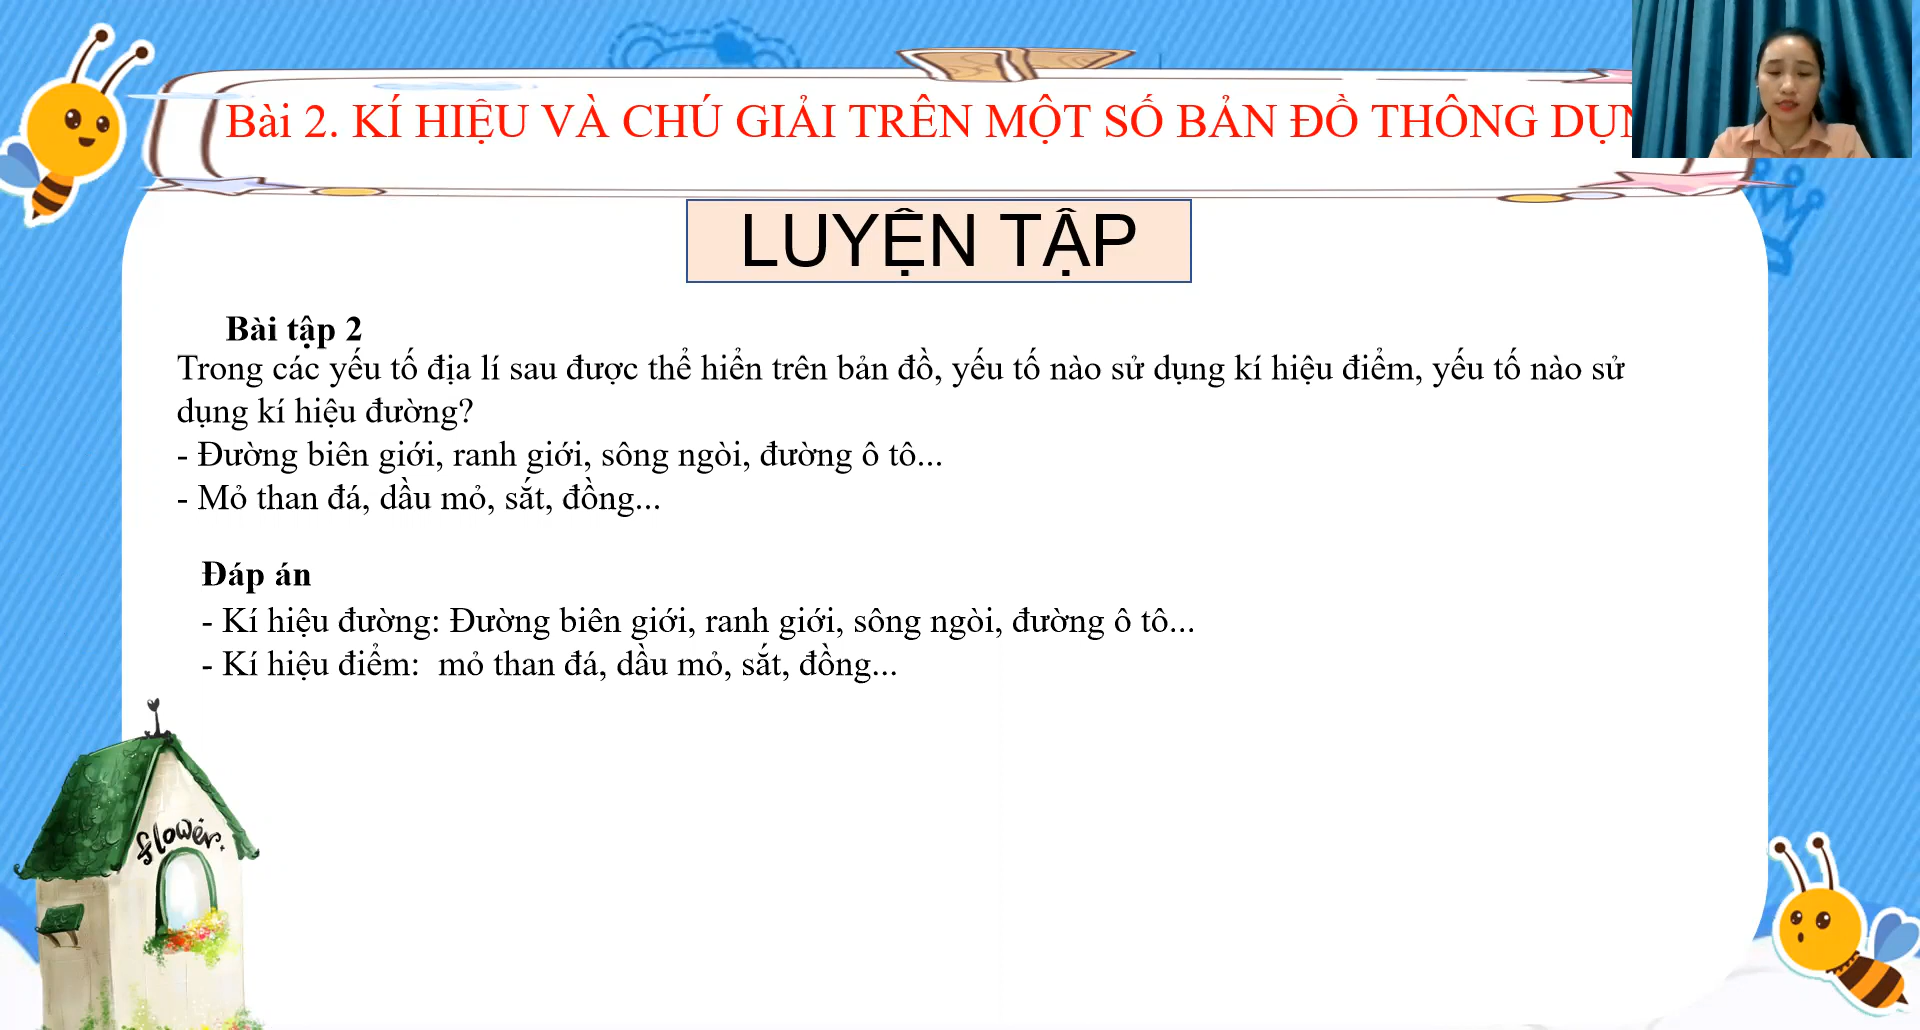 Bài 2. KÍ HIỆU VÀ CHÚ GIẢI TRÊN MỘT SỐ BẢN ĐỒ THÔNG
LUYỆN TẬP
Bài tập 2
Trong các yếu tố địa lí sau được thể hiển trên bản đồ, yếu tố nào sử dụng kí hiệu điểm, yếu tố nào sử
dụng kí hiệu đường?
- Đường biên giới, ranh giới, sông ngòi, đường ô tô...
- Mỏ than đá, dầu mỏ, sắt, đồng...
Đáp án
- Kí hiệu đường: Đường biên giới, ranh giới, sông ngòi, đường ô tô...
- Kí hiệu điểm: mỏ than đá, dầu mỏ, sắt, đồng...
flower.